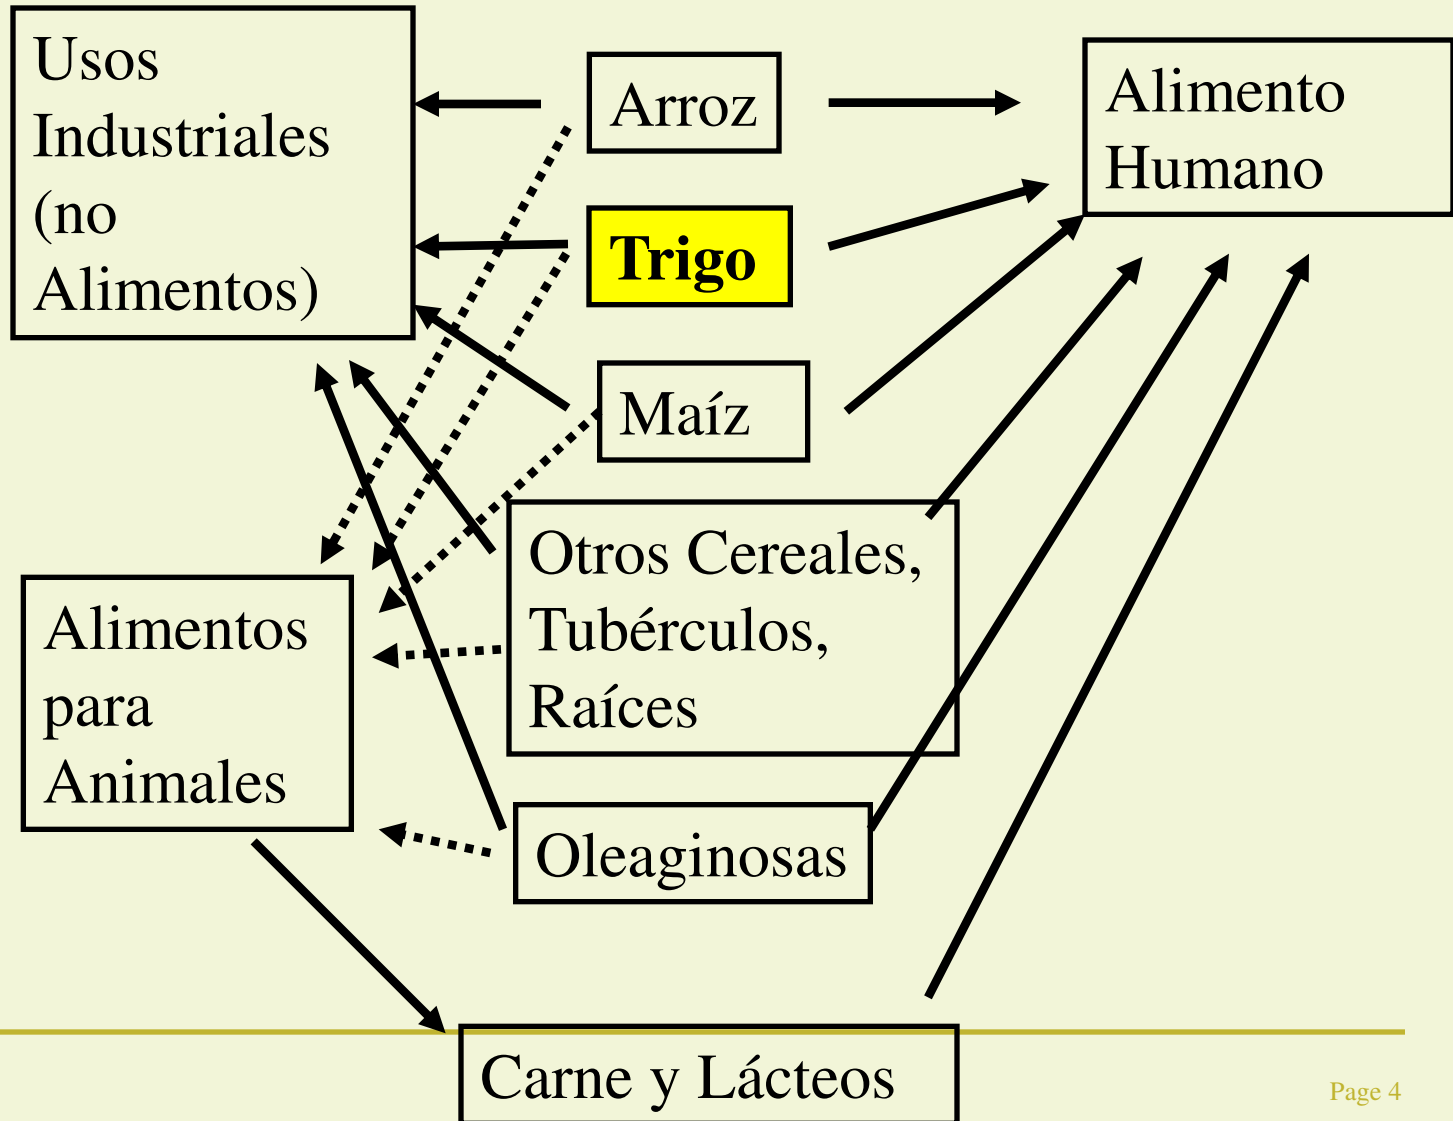 Usos
Industriales
(no
Alimentos)
Arroz
Alimento
Humano
Trigo
Maíz
Otros Cereales,
Tubérculos,
Raíces
Alimentos
para
Animales
Oleaginosas
Carne y Lácteos
Page 4